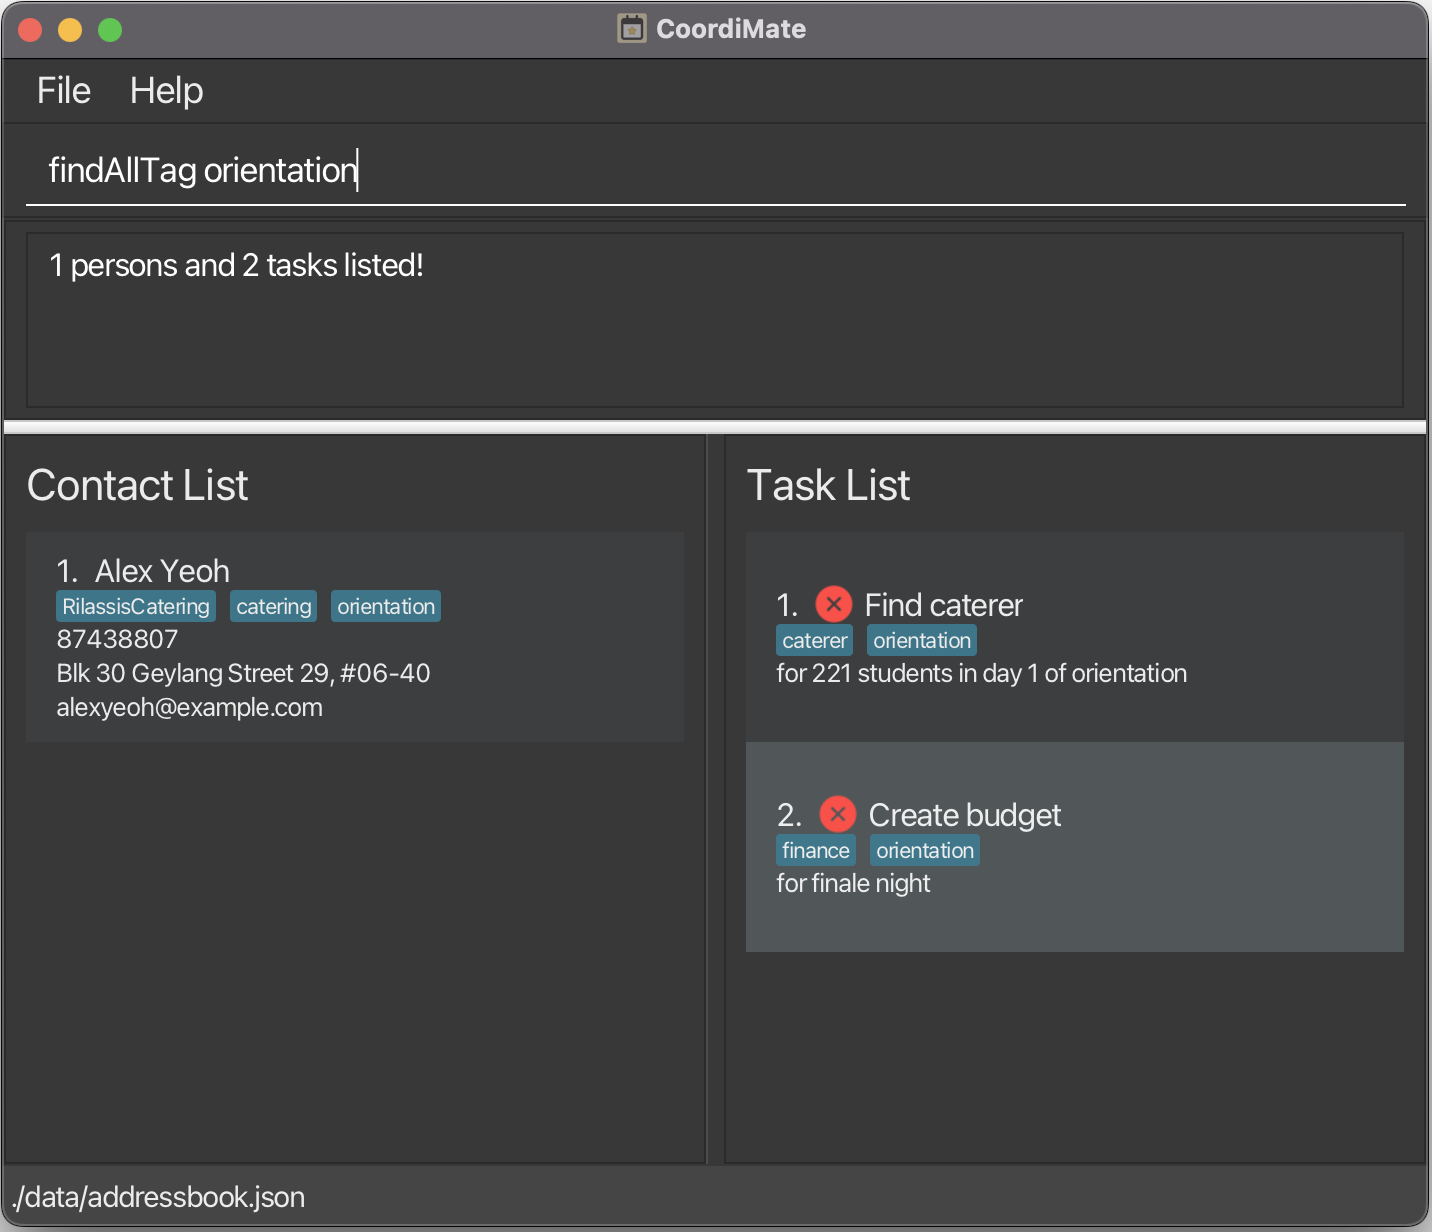 CoordiMate
File Help
findAllTag orientation
1 persons and 2 tasks listed!
Contact List
1. Alex Yeoh
RilassisCatering catering orientation
87438807
Blk 30 Geylang Street 29, #06-40
alexyeoh@example.com
Task List
1. Find caterer
caterer orientation
for 221 students in day 1 of orientation
2. Create budget
finance orientation
for finale night
./data/addressbook.json